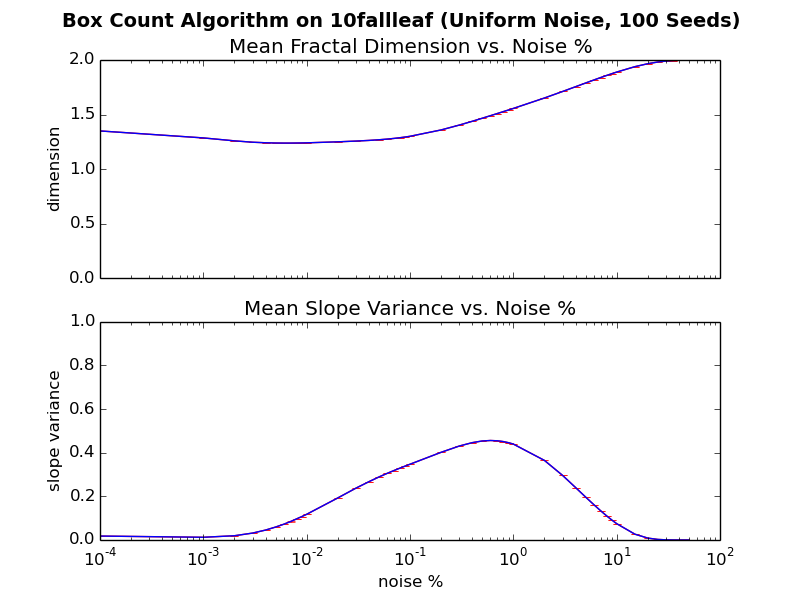 Box Count Algorithm on 10fallleaf (Uniform Noise, 100 Seeds)
Mean Fractal Dimension vs. Noise %
2.0
1.5
1.0
0.5
0.0
dimension
Mean Slope Variance vs. Noise %
1.0
0.8
0.6
0.4
0.2
0.0
slope variance
10⁻⁴ 10⁻³ 10⁻² 10⁻¹ 10⁰ 10¹ 10²
noise %